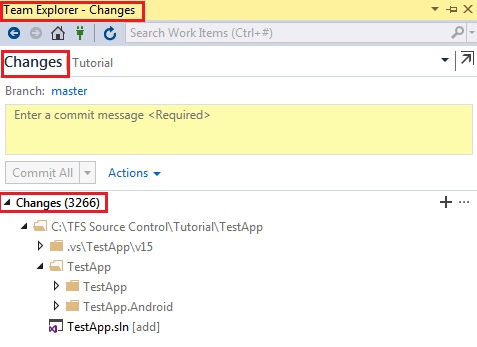 Team Explorer - Changes
Search Work Items (Ctrl+#)
Changes Tutorial
Branch: master
Enter a commit message <Required>
Commit All Actions
Changes (3266)
C:\TFS Source Control\Tutorial\TestApp
.vs\TestApp\v15
TestApp
TestApp
TestApp.Android
TestApp.sln [add]